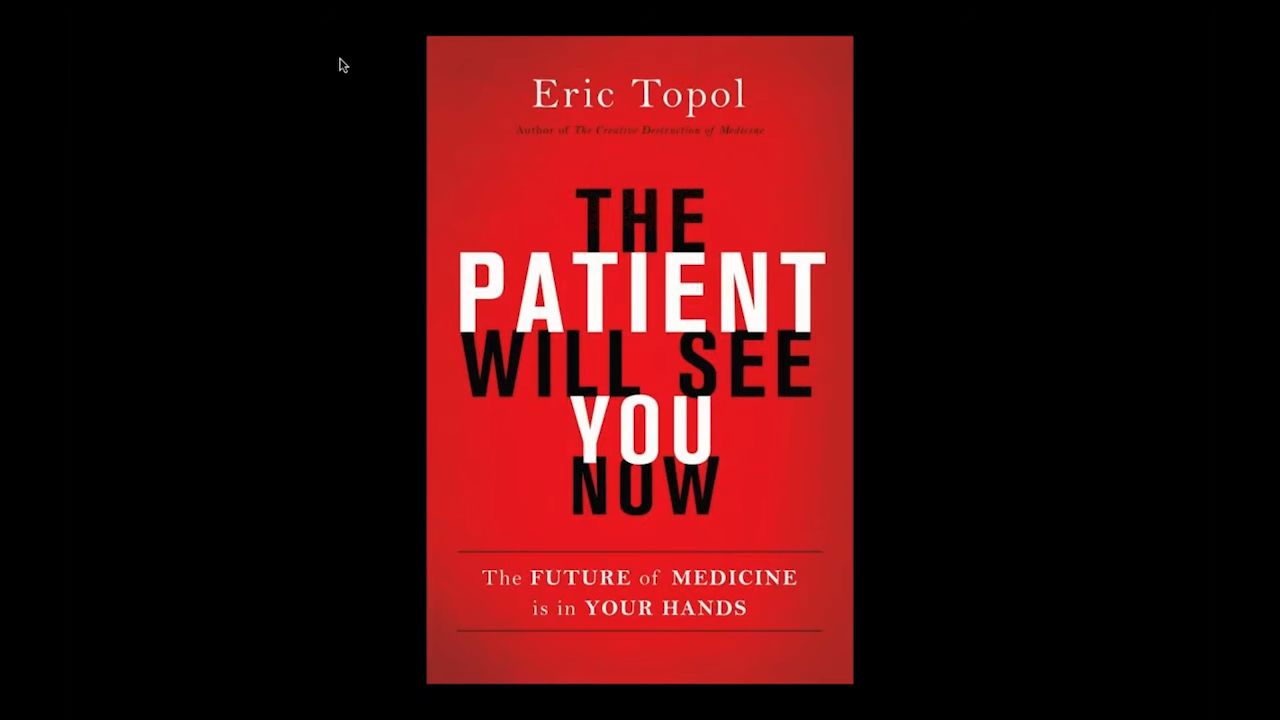 Eric Topol
Author of The Creative Destruction of Medicine
THE
PATIENT
WILL SEE
YOU
NOW
The FUTURE of MEDICINE
is in YOUR HANDS